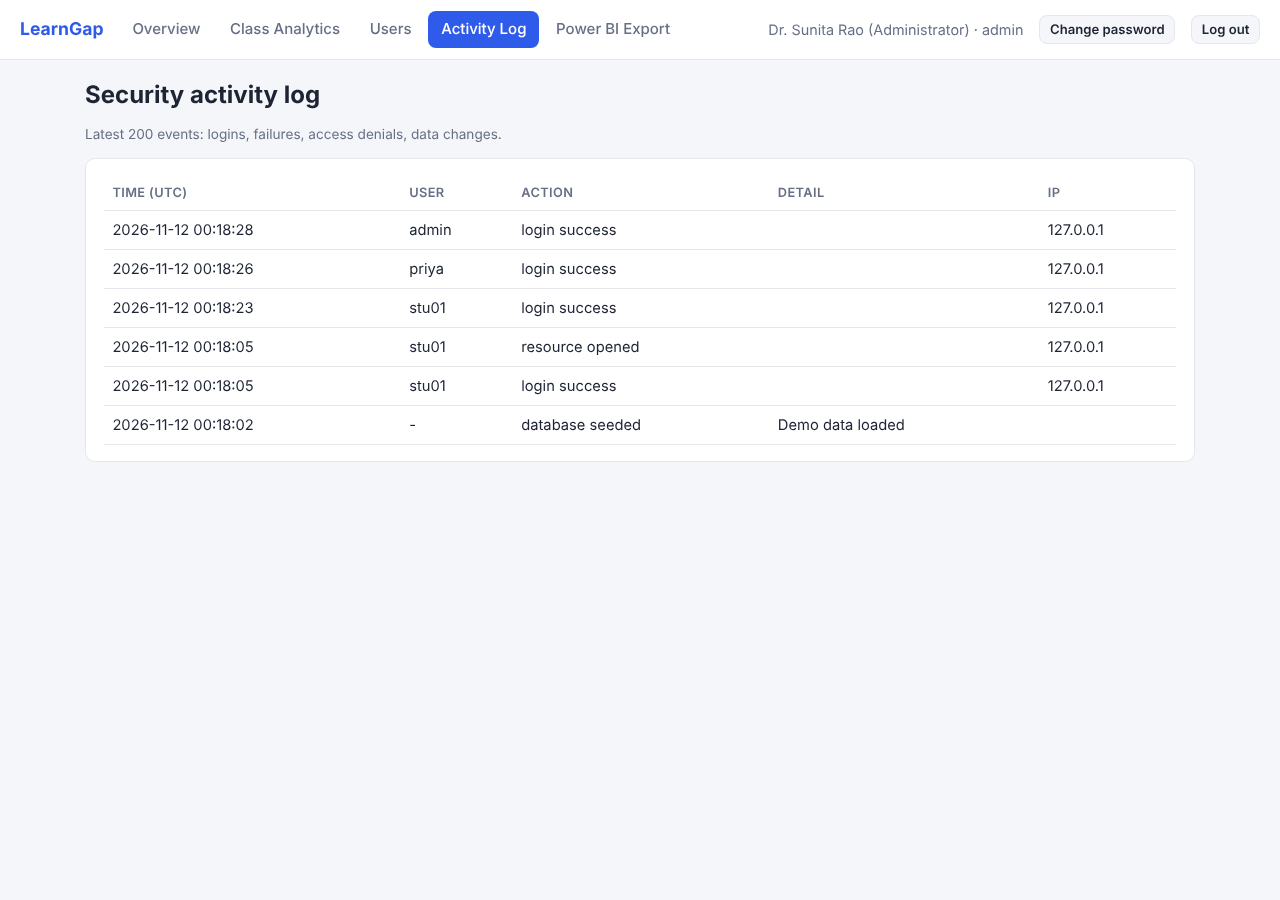 LearnGap Overview Class Analytics Users Activity Log Power BI Export Dr. Sunita Rao (Administrator) · admin Change password Log out
Security activity log
Latest 200 events: logins, failures, access denials, data changes.
TIME (UTC) USER ACTION DETAIL IP
2026-11-12 00:18:28 admin login success 127.0.0.1
2026-11-12 00:18:26 priya login success 127.0.0.1
2026-11-12 00:18:23 stu01 login success 127.0.0.1
2026-11-12 00:18:05 stu01 resource opened 127.0.0.1
2026-11-12 00:18:05 stu01 login success 127.0.0.1
2026-11-12 00:18:02 - database seeded Demo data loaded